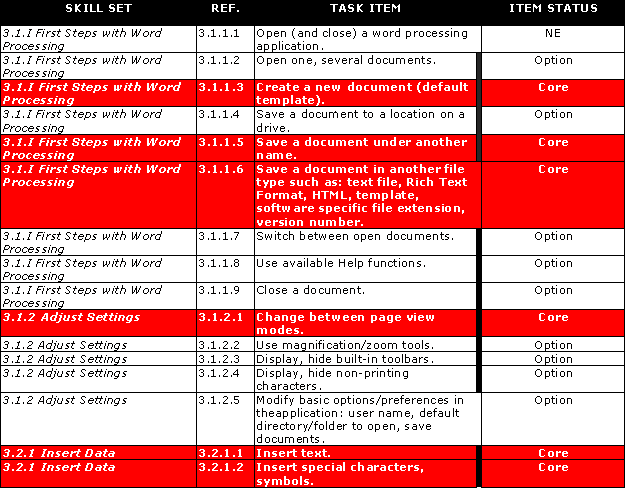 SKILL SET REF. TASK ITEM ITEM STATUS
3.1.I First Steps with Word 3.1.1.1 Open (and close) a word processing NE
Processing application.
3.1.I First Steps with Word 3.1.1.2 Open one, several documents. Option
Processing
3.1.I First Steps with Word 3.1.1.3 Create a new document (default Core
Processing template).
3.1.I First Steps with Word 3.1.1.4 Save a document to a location on a Option
Processing drive.
3.1.I First Steps with Word 3.1.1.5 Save a document under another Core
Processing name.
3.1.I First Steps with Word 3.1.1.6 Save a document in another file Core
Processing type such as: text file, Rich Text
Format, HTML, template,
software specific file extension,
version number.
3.1.I First Steps with Word 3.1.1.7 Switch between open documents. Option
Processing
3.1.I First Steps with Word 3.1.1.8 Use available Help functions. Option
Processing
3.1.I First Steps with Word 3.1.1.9 Close a document. Option
Processing
3.1.2 Adjust Settings 3.1.2.1 Change between page view Core
modes.
3.1.2 Adjust Settings 3.1.2.2 Use magnification/zoom tools. Option
3.1.2 Adjust Settings 3.1.2.3 Display, hide built-in toolbars. Option
3.1.2 Adjust Settings 3.1.2.4 Display, hide non-printing Option
characters.
3.1.2 Adjust Settings 3.1.2.5 Modify basic options/preferences in Option
theapplication: user name, default
directory/folder to open, save
documents.
3.2.1 Insert Data 3.2.1.1 Insert text. Core
3.2.1 Insert Data 3.2.1.2 Insert special characters, Core
symbols.